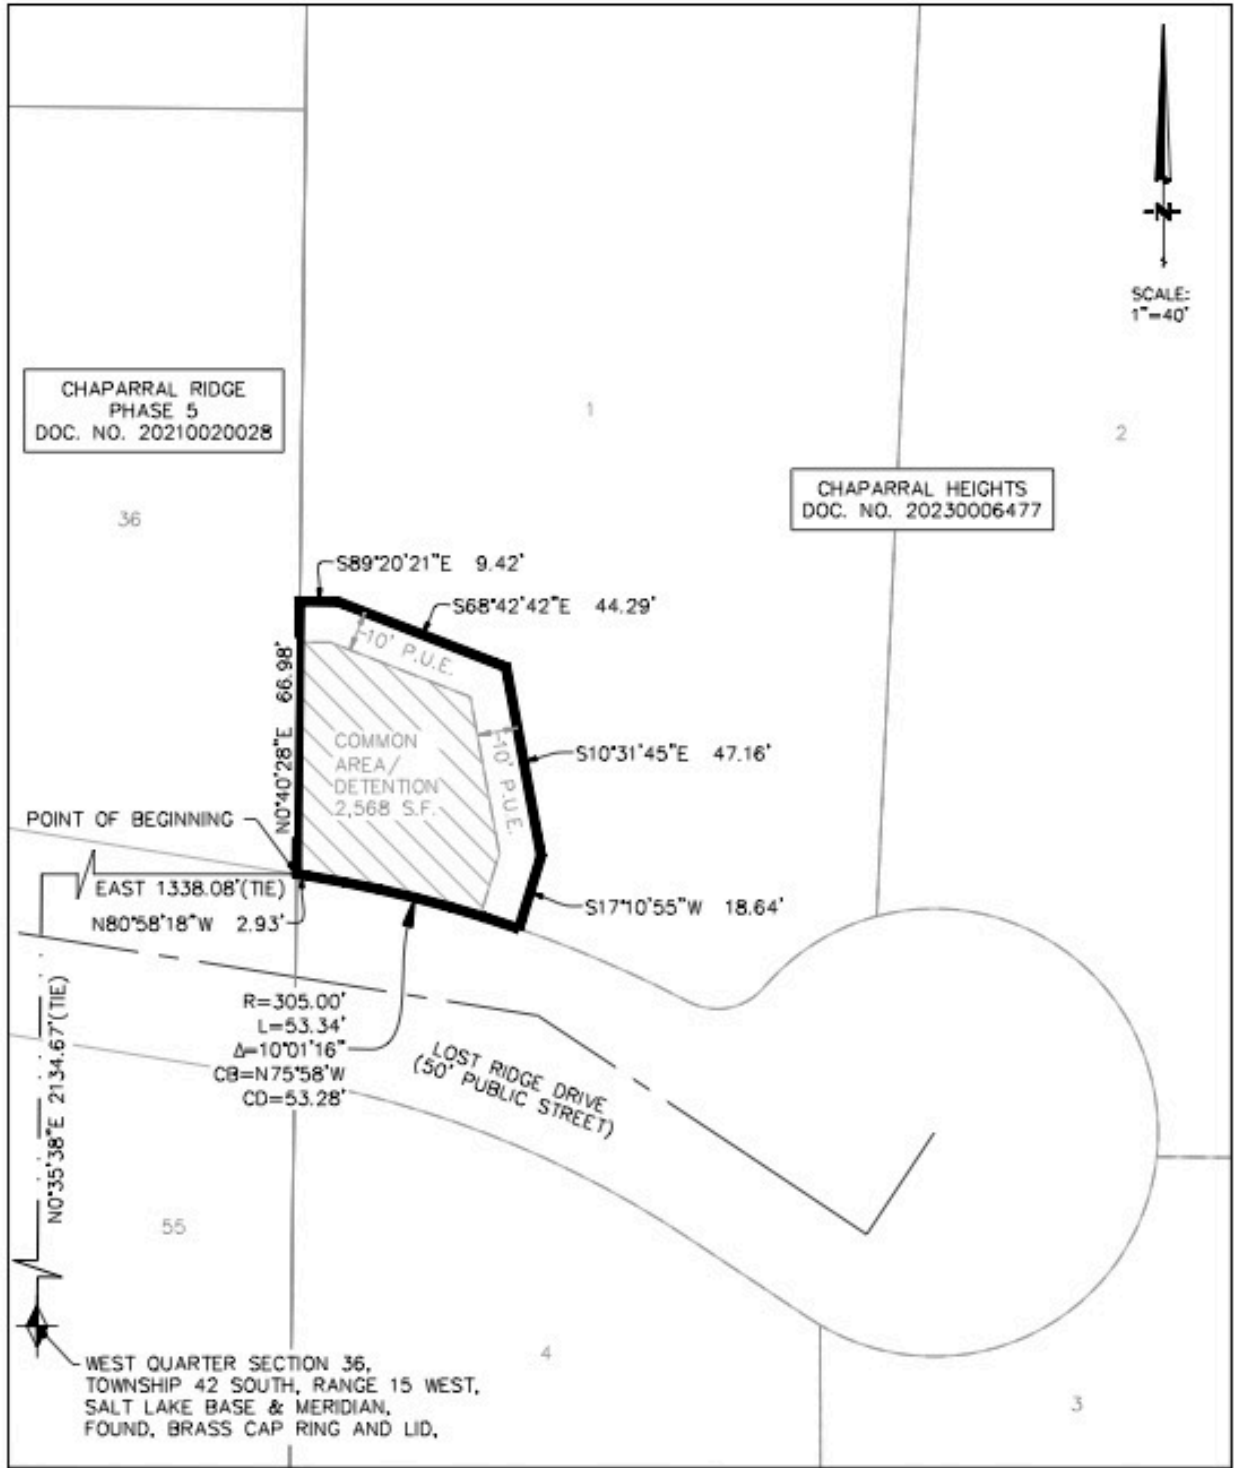 N
SCALE:
1"=40'
CHAPARRAL RIDGE
PHASE 5
DOC. NO. 20210020028
1
2
CHAPARRAL HEIGHTS
DOC. NO. 20230006477
36
S89°20'21"E 9.42'
S68°42'42"E 44.29'
10' P.U.E.
N0°40'28"E 66.98'
COMMON
AREA/
DETENTION
2,568 S.F.
10' P.U.E.
S10°31'45"E 47.16'
POINT OF BEGINNING
EAST 1338.08'(TIE)
N80°58'18"W 2.93'
S17°10'55"W 18.64'
N0°35'38"E 2134.67'(TIE)
R=305.00'
L=53.34'
Δ=10°01'16"
CB=N75°58'W
CD=53.28'
LOST RIDGE DRIVE
(50' PUBLIC STREET)
55
4
3
WEST QUARTER SECTION 36,
TOWNSHIP 42 SOUTH, RANGE 15 WEST,
SALT LAKE BASE & MERIDIAN,
FOUND, BRASS CAP RING AND LID,